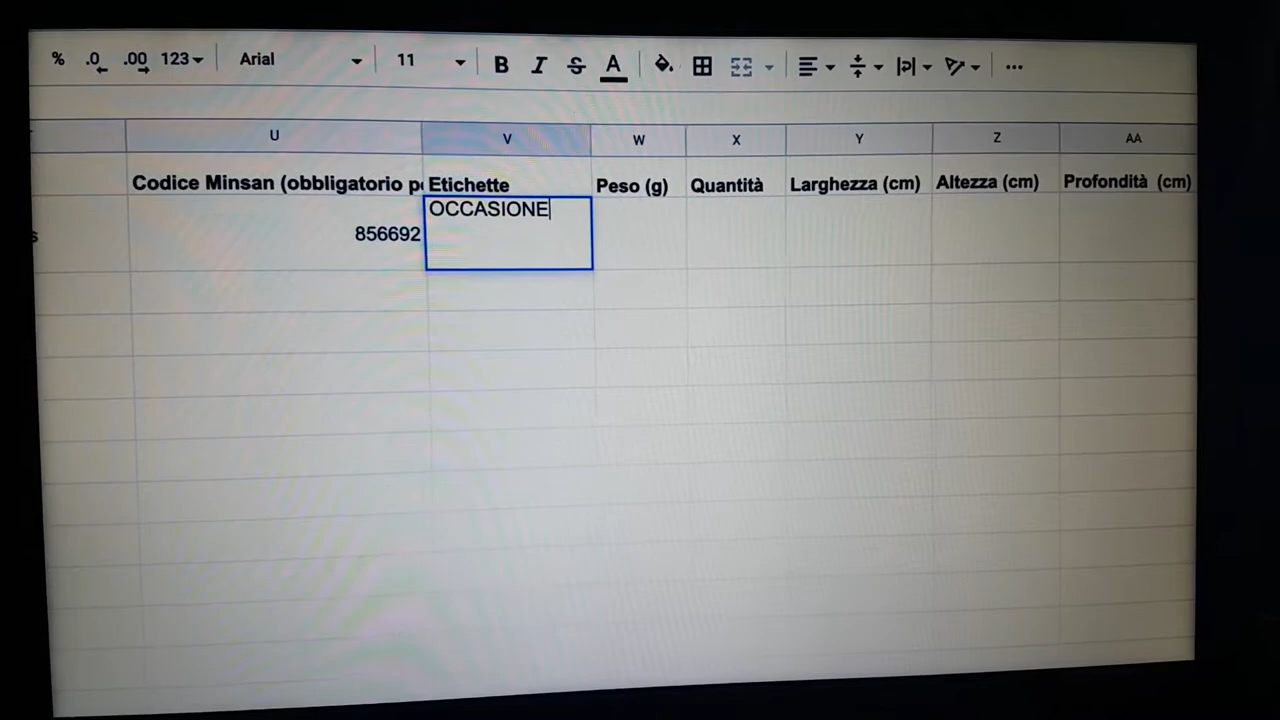 % .0 .00 123 Arial 11 B I S A ...
U V W X Y Z AA
Codice Minsan (obbligatorio Etichette Peso (g) Quantità Larghezza (cm) Altezza (cm) Profondità (cm)
OCCASIONE
s 856692